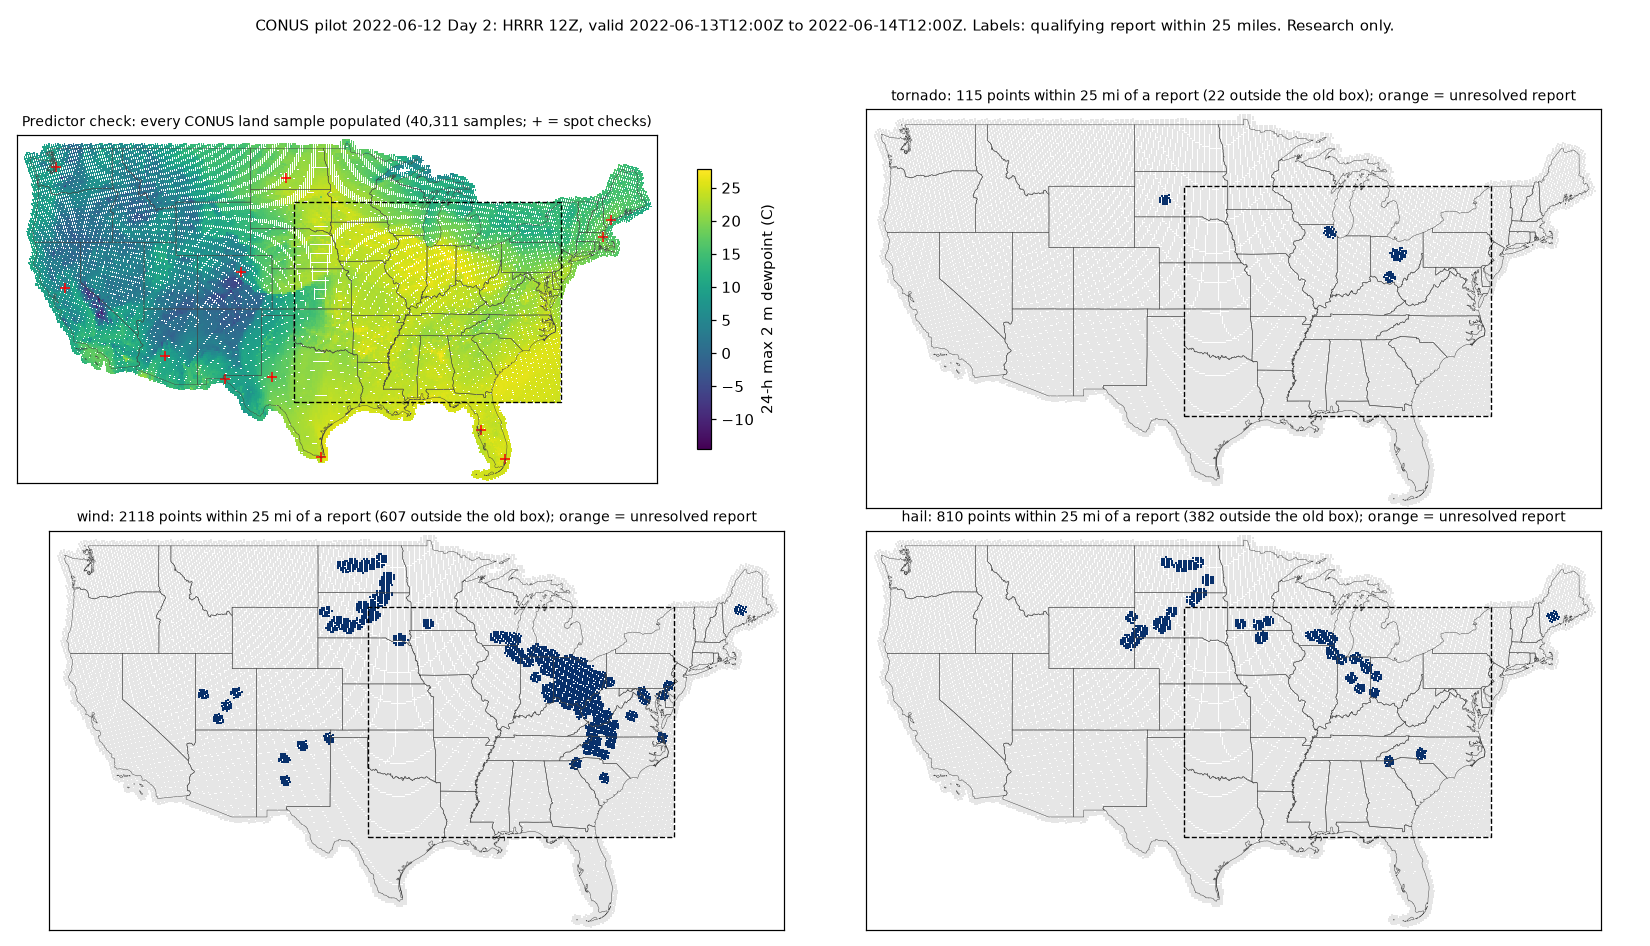 CONUS pilot 2022-06-12 Day 2: HRRR 12Z, valid 2022-06-13T12:00Z to 2022-06-14T12:00Z. Labels: qualifying report within 25 miles. Research only.
Predictor check: every CONUS land sample populated (40,311 samples; + = spot checks)
25
20
15
10
5
0
−5
−10
24-h max 2 m dewpoint (C)
tornado: 115 points within 25 mi of a report (22 outside the old box); orange = unresolved report
wind: 2118 points within 25 mi of a report (607 outside the old box); orange = unresolved report
hail: 810 points within 25 mi of a report (382 outside the old box); orange = unresolved report